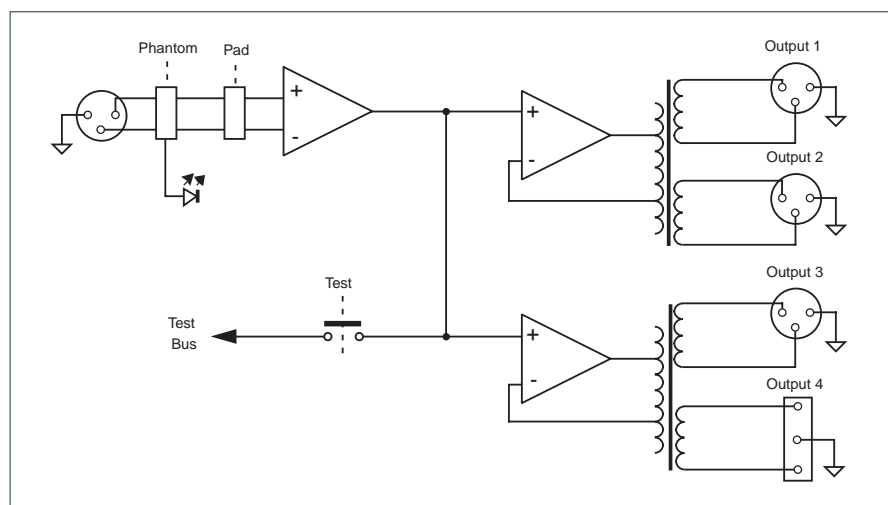 Phantom
Pad
+
-
Test
Test
Bus
+
-
Output 1
Output 2
+
-
Output 3
Output 4